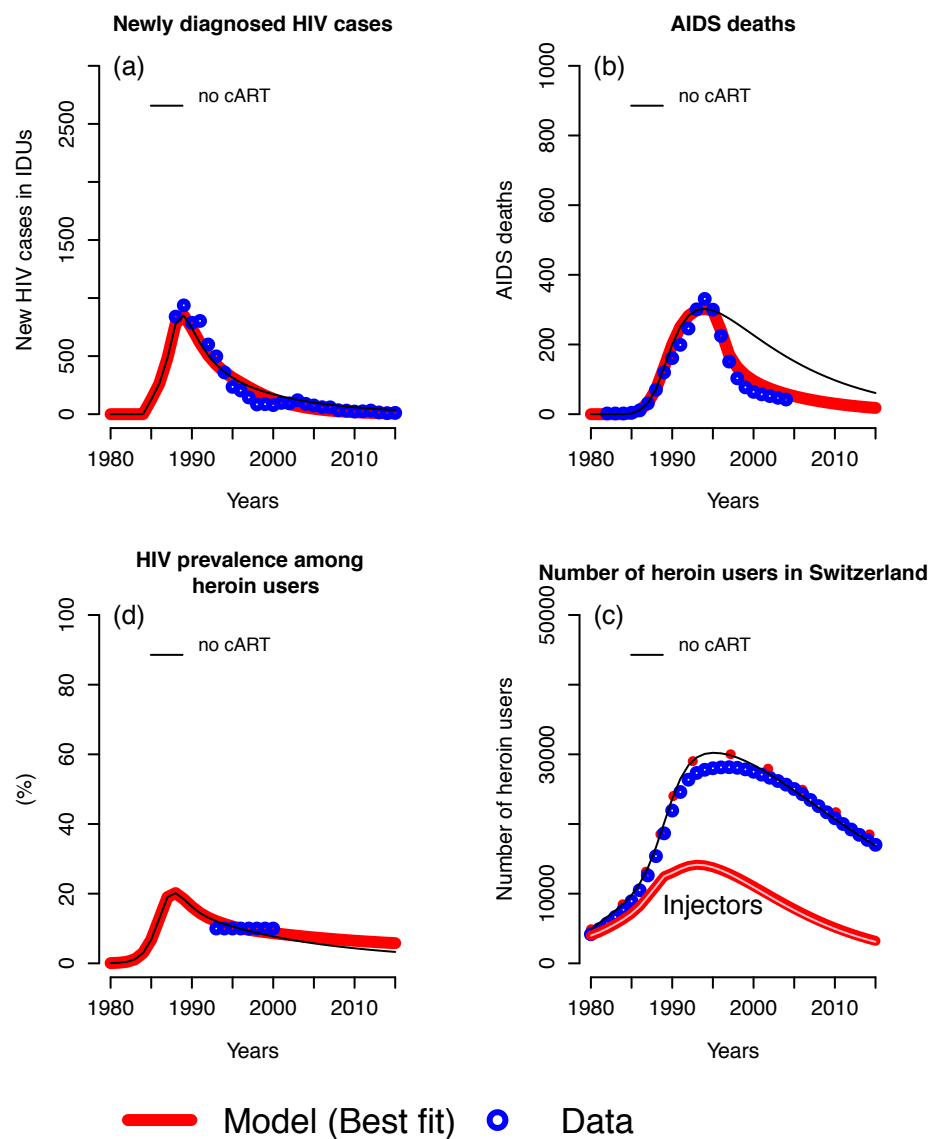 Newly diagnosed HIV cases
(a)
no cART
New HIV cases in IDUs
0
500
1500
2500
1980
1990
2000
2010
Years
AIDS deaths
(b)
no cART
AIDS deaths
0
200
400
600
800
1000
1980
1990
2000
2010
Years
HIV prevalence among
heroin users
(d)
no cART
(%)
0
20
40
60
80
100
1980
1990
2000
2010
Years
Number of heroin users in Switzerland
(c)
no cART
Number of heroin users
0
10000
30000
50000
Injectors
1980
1990
2000
2010
Years
Model (Best fit)
Data